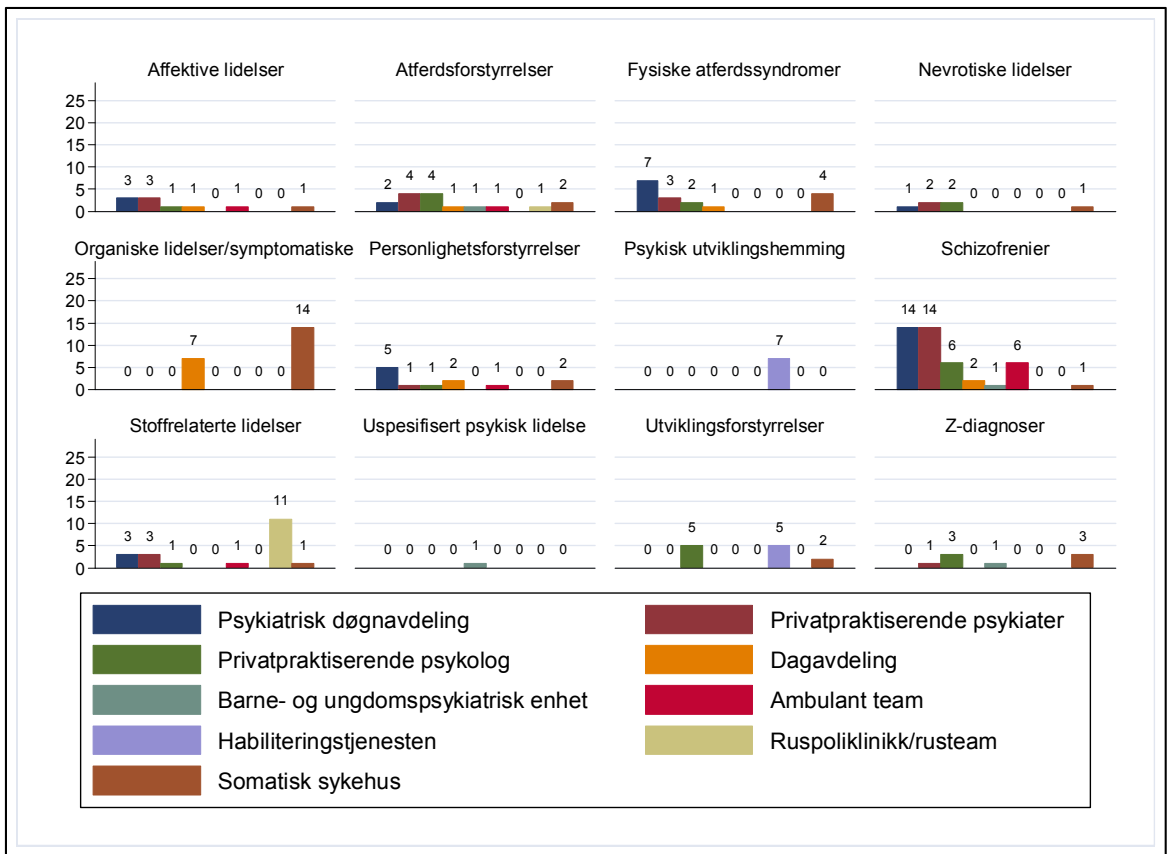 Affektive lidelser Atferdsforstyrrelser Fysiske atferdssyndromer Nevrotiske lidelser
25
20
15
10
5
0
3 3 1 1 0 1 0 0 1
2 4 4 1 1 1 0 1 2
7 3 2 1 0 0 0 0 4
1 2 2 0 0 0 0 0 1
Organiske lidelser/symptomatiske Personlighetsforstyrrelser Psykisk utviklingshemming Schizofrenier
25
20
15
10
5
0
0 0 0 7 0 0 0 0 14
5 1 1 2 0 1 0 0 2
0 0 0 0 0 0 7 0 0
14 14 6 2 1 6 0 0 1
Stoffrelaterte lidelser Uspesifisert psykisk lidelse Utviklingsforstyrrelser Z-diagnoser
25
20
15
10
5
0
3 3 1 0 0 1 0 11 1
0 0 0 0 1 0 0 0 0
0 0 5 0 0 0 5 0 2
0 1 3 0 1 0 0 0 3
Psykiatrisk døgnavdeling Privatpraktiserende psykiater
Privatpraktiserende psykolog Dagavdeling
Barne- og ungdomspsykiatrisk enhet Ambulant team
Habiliteringstjenesten Ruspoliklinikk/rusteam
Somatisk sykehus